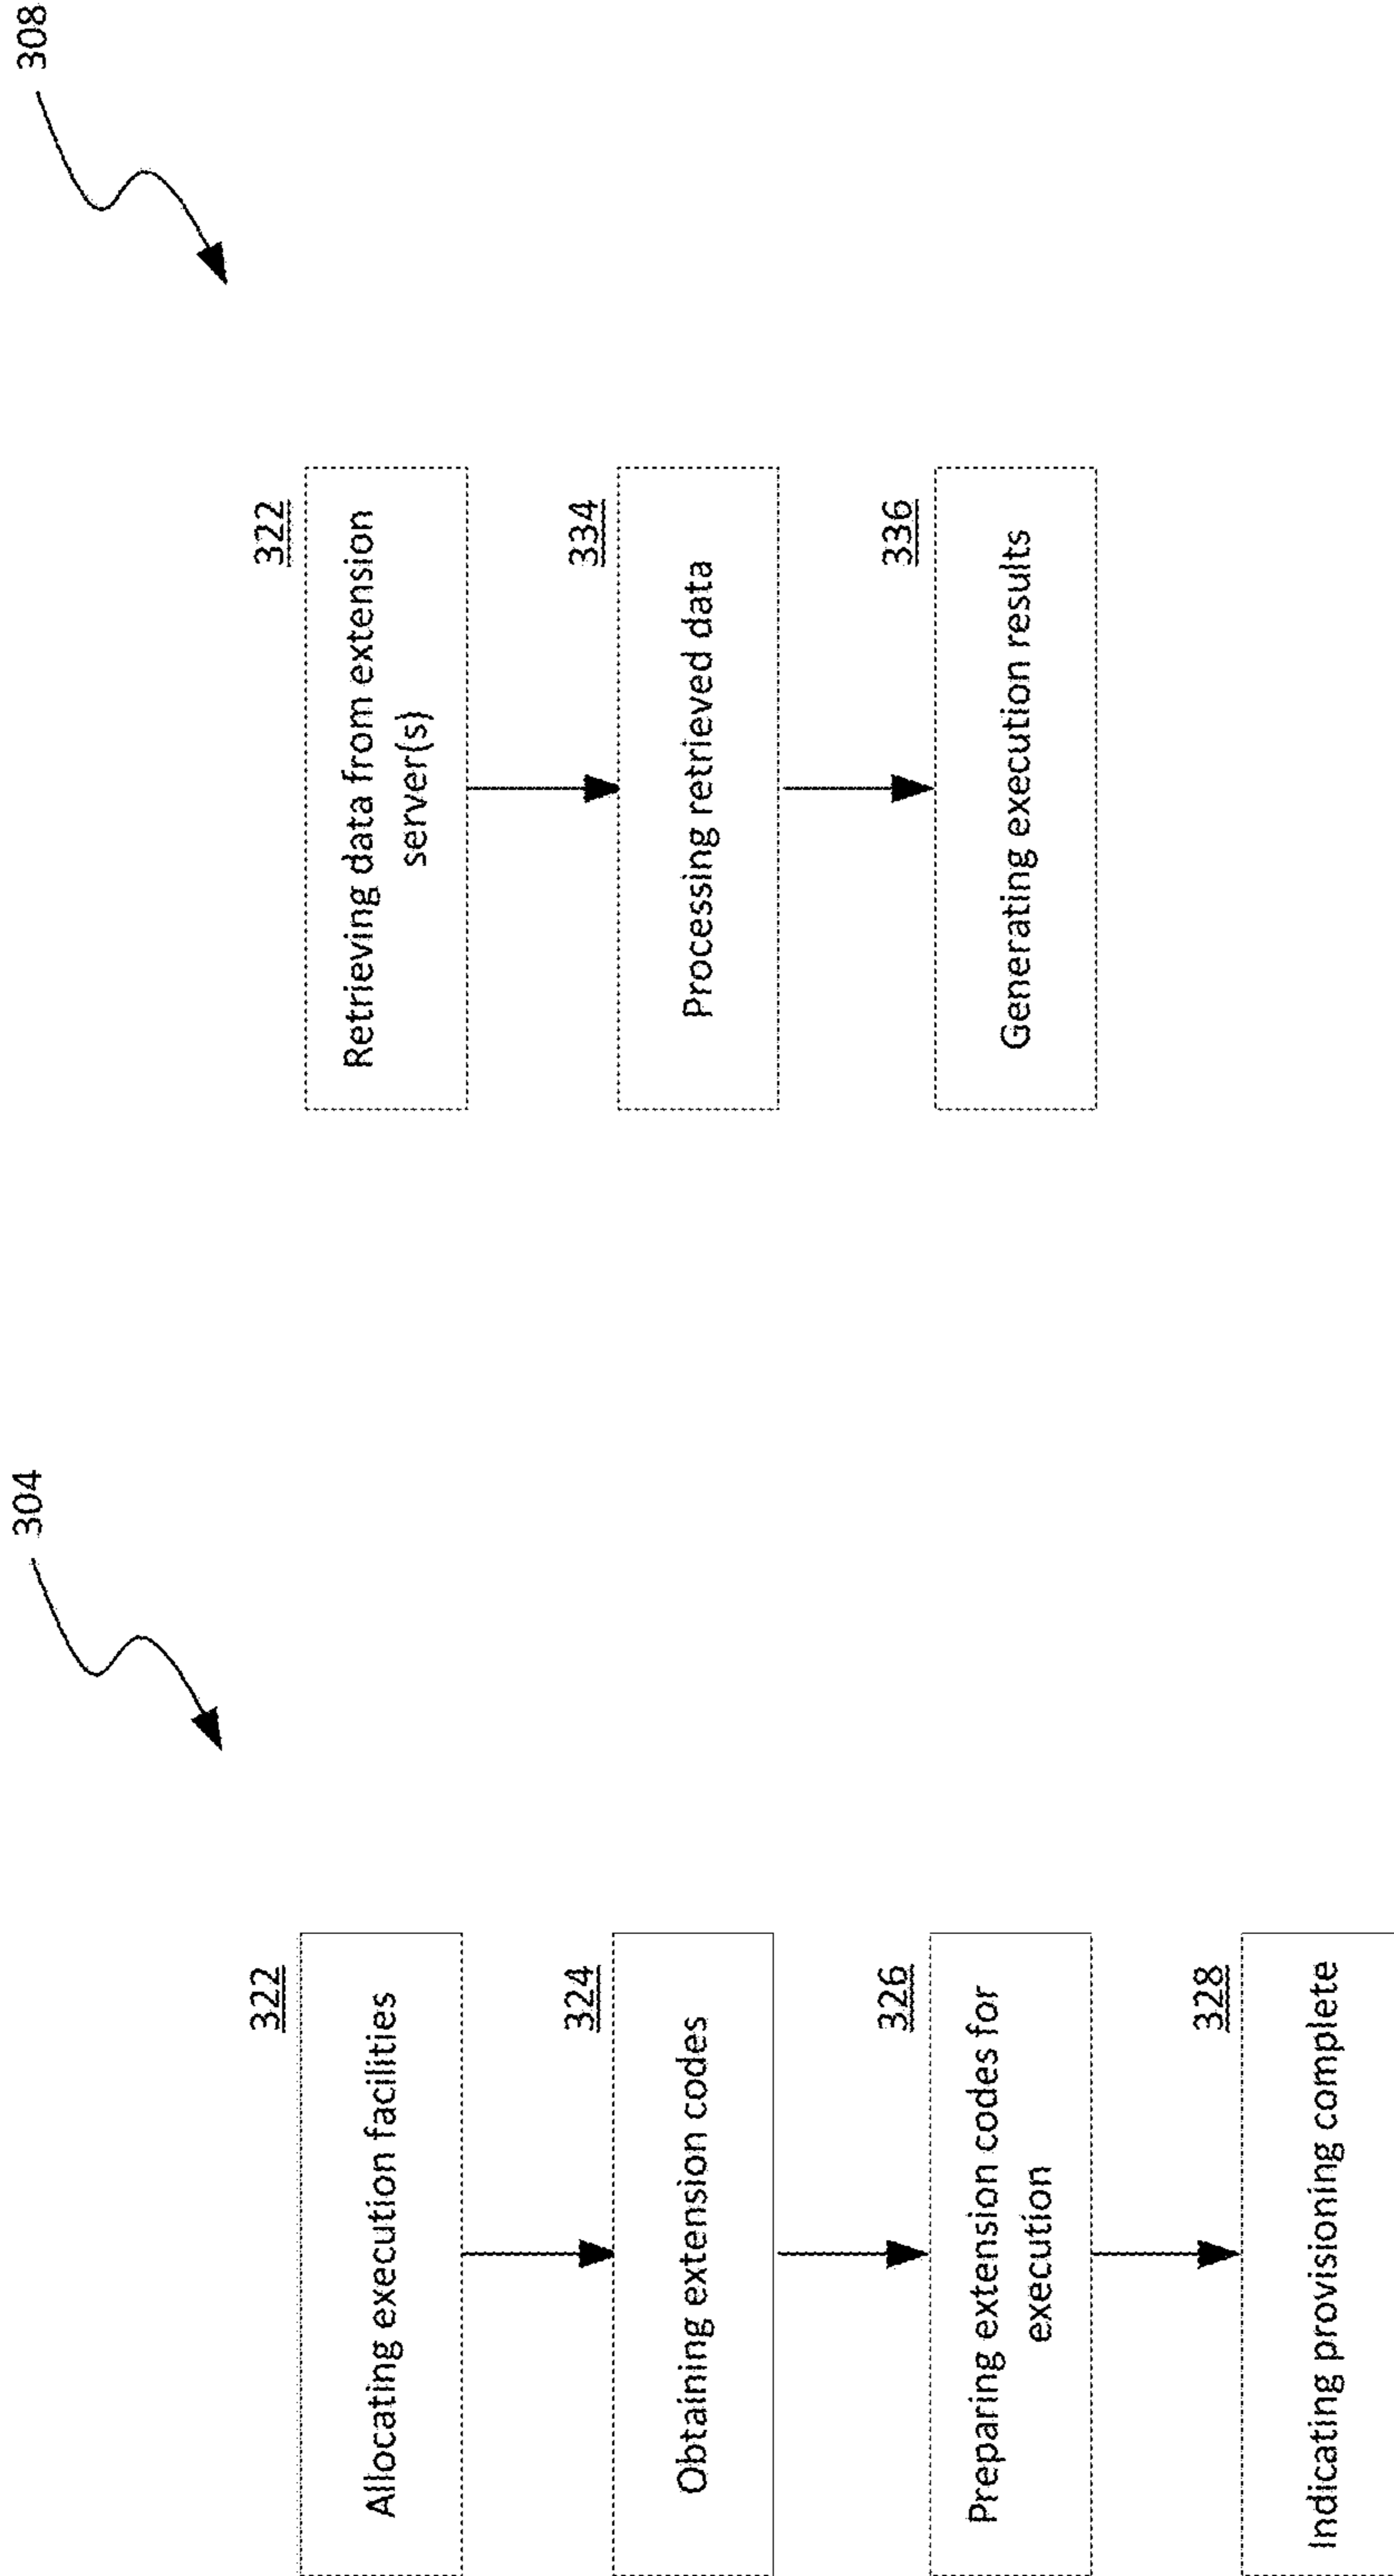 304
322
Allocating execution facilities
324
Obtaining extension codes
326
Preparing extension codes for
execution
328
Indicating provisioning complete
308
322
Retrieving data from extension
server(s)
334
Processing retrieved data
336
Generating execution results